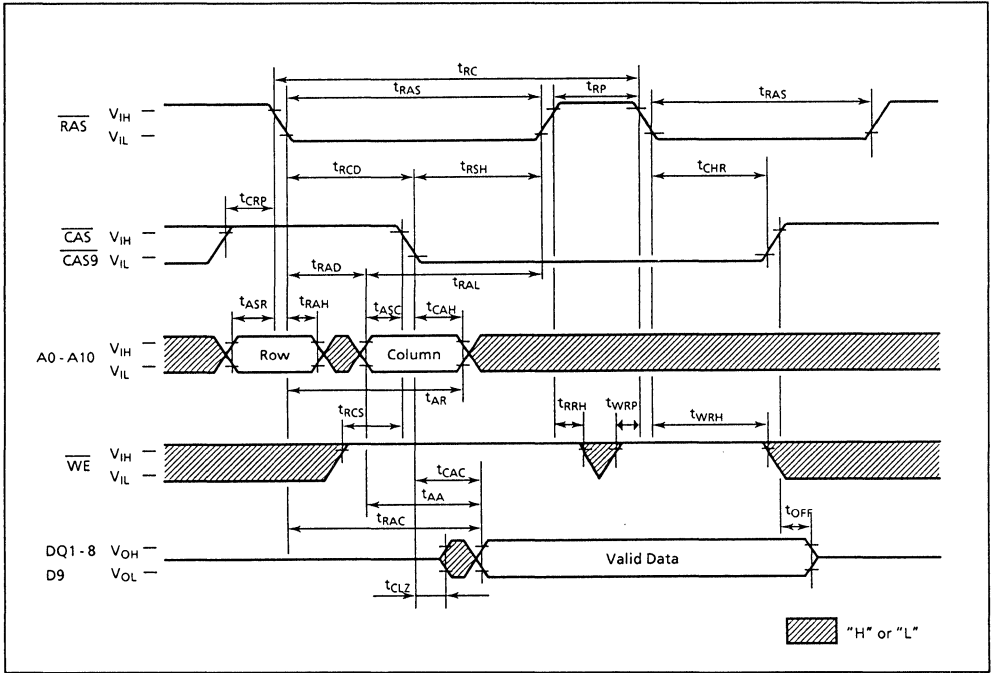 tRC
tRAS tRP tRAS
RAS VIH
VIL
tRCD tRSH tCHR
tCRP
CAS VIH
CAS9 VIL
tRAD tRAL
tASR tRAH tASC tCAH
A0 - A10 VIH
VIL
Row Column
tAR
tRCS tRRH tWRP tWRH
WE VIH
VIL
tCAC
tAA
tRAC tOFF
DQ1 - 8 VOH
D9 VOL
Valid Data
tCLZ
"H" or "L"